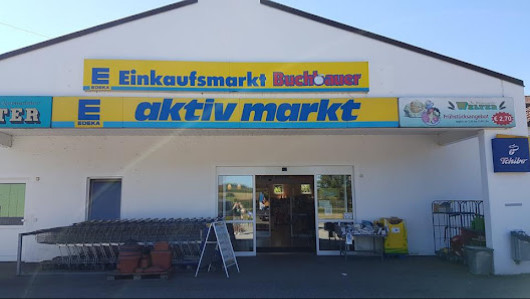 E
EDEKA
Einkaufsmarkt Buchbauer
TER
E
EDEKA
aktiv markt
WELTER
Frühstücksangebot
€ 2,70
Tchibo